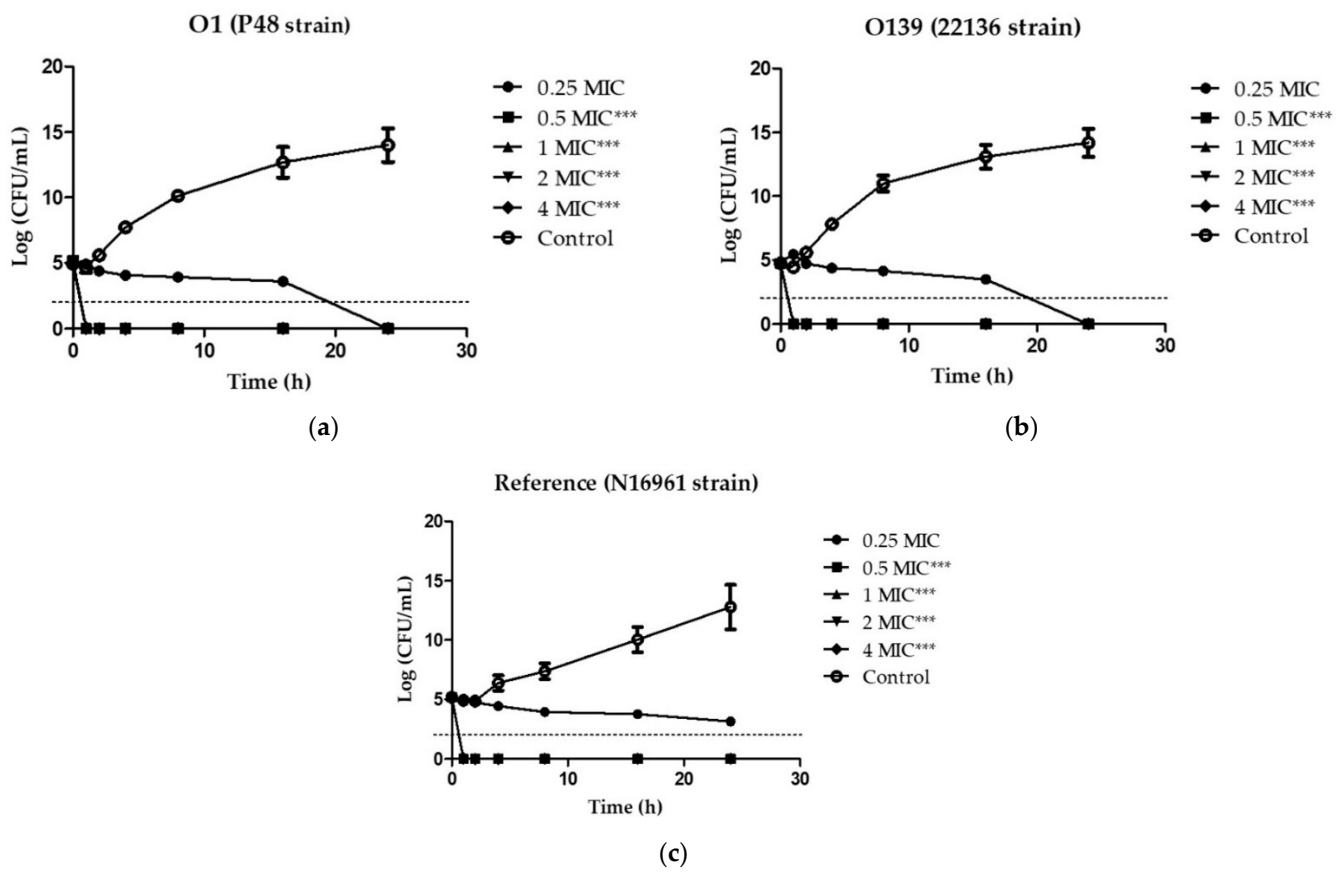 O1 (P48 strain)
20
15
10
5
0
0 10 20 30
Log (CFU/mL)
Time (h)
0.25 MIC
0.5 MIC***
1 MIC***
2 MIC***
4 MIC***
Control
(a)
O139 (22136 strain)
20
15
10
5
0
0 10 20 30
Log (CFU/mL)
Time (h)
0.25 MIC
0.5 MIC***
1 MIC***
2 MIC***
4 MIC***
Control
(b)
Reference (N16961 strain)
20
15
10
5
0
0 10 20 30
Log (CFU/mL)
Time (h)
0.25 MIC
0.5 MIC***
1 MIC***
2 MIC***
4 MIC***
Control
(c)